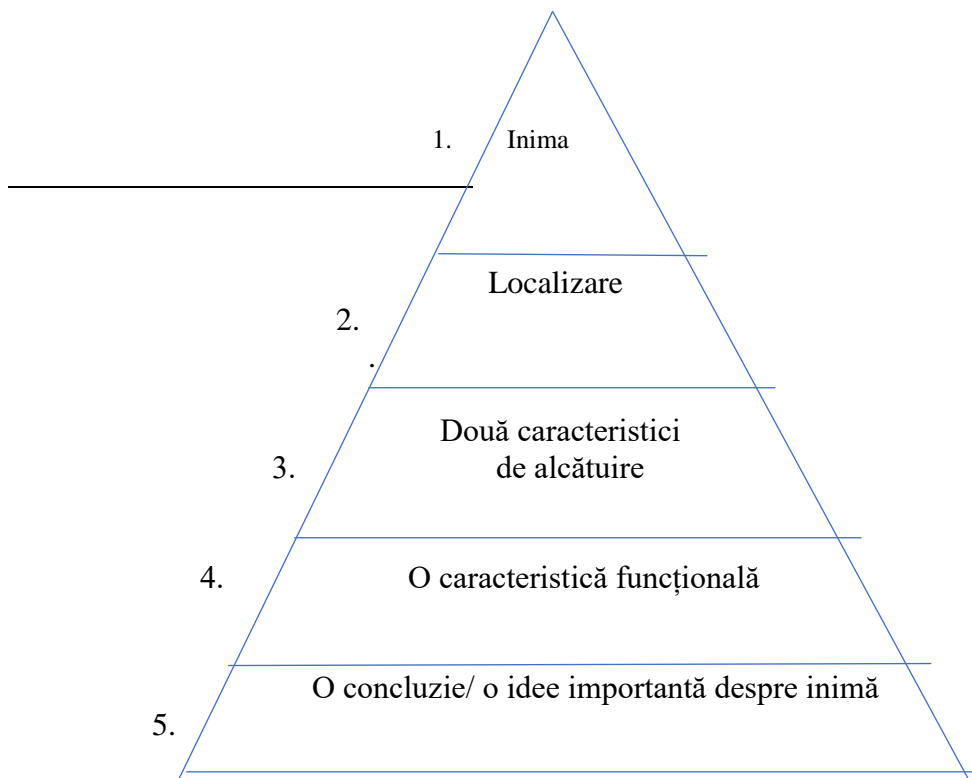 1. Inima
Localizare
2.
.
Două caracteristici
3. de alcătuire
4. O caracteristică funcțională
O concluzie/ o idee importantă despre inimă
5.